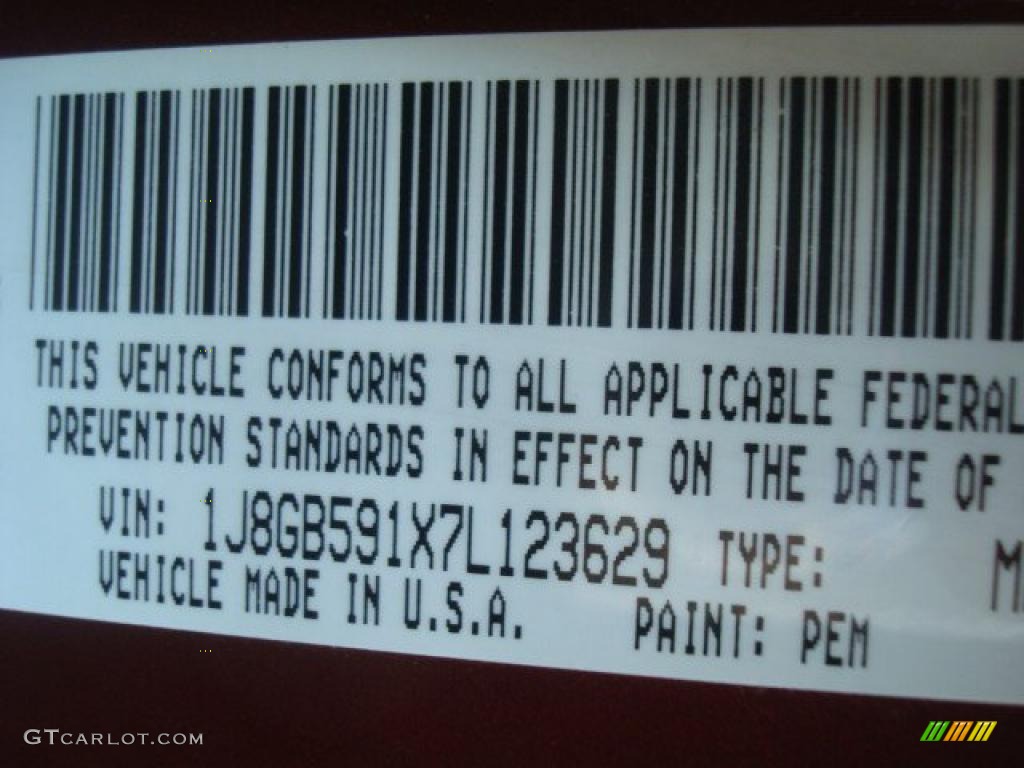 THIS VEHICLE CONFORMS TO ALL APPLICABLE FEDERAL
PREVENTION STANDARDS IN EFFECT ON THE DATE OF
VIN: 1J8GB591X7L123629 TYPE: M
VEHICLE MADE IN U.S.A. PAINT: PEM
GTCARLOT.COM